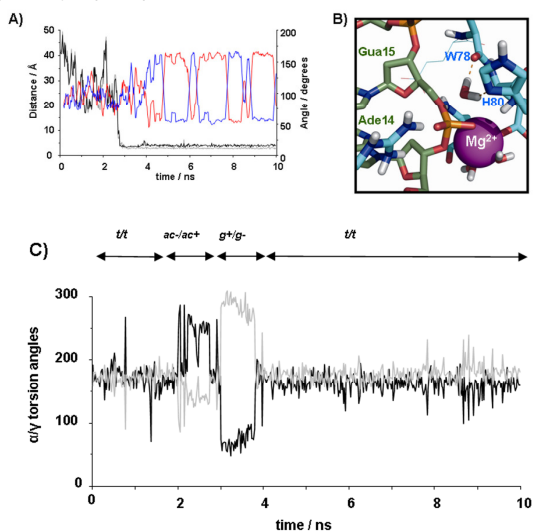 A)
50
40
30
20
10
0
Distance / Å
0 2 4 6 8 10
time / ns
200
150
100
50
0
Angle / degrees
B)
Gua15
W78
H80
Ade14
Mg2+
C)
t/t ac-/ac+ g+/g- t/t
300
200
100
0
α/γ torsion angles
0 2 4 6 8 10
time / ns